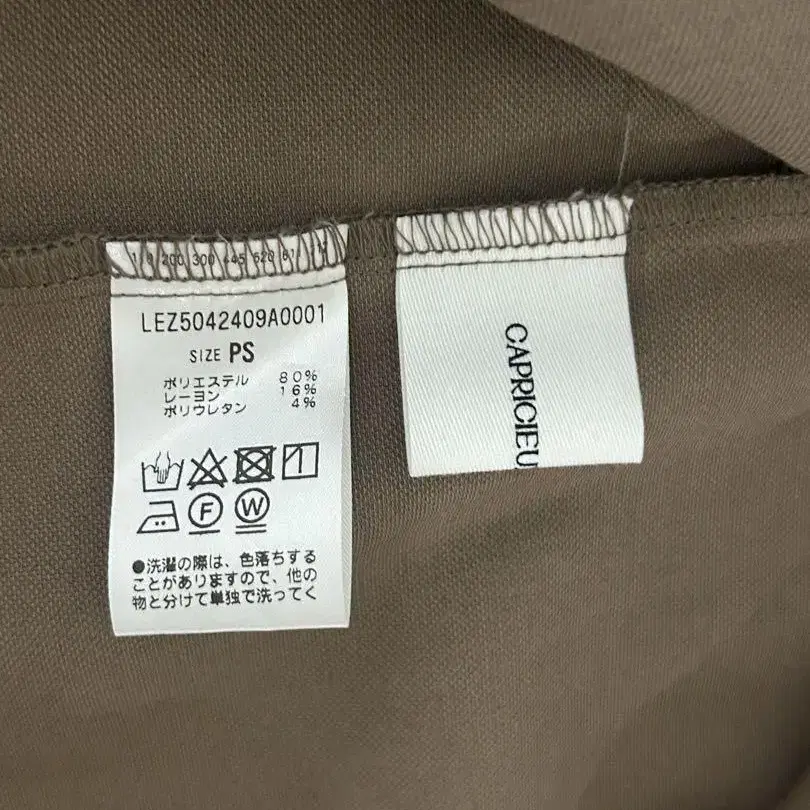 LEZ5042409A0001
SIZE PS
ポリエステル 80%
レーヨン 16%
ポリウレタン 4%
F W
●洗濯の際は、色落ちする
ことがありますので、他の
物と分けて単独で洗ってく
CAPRICIEU